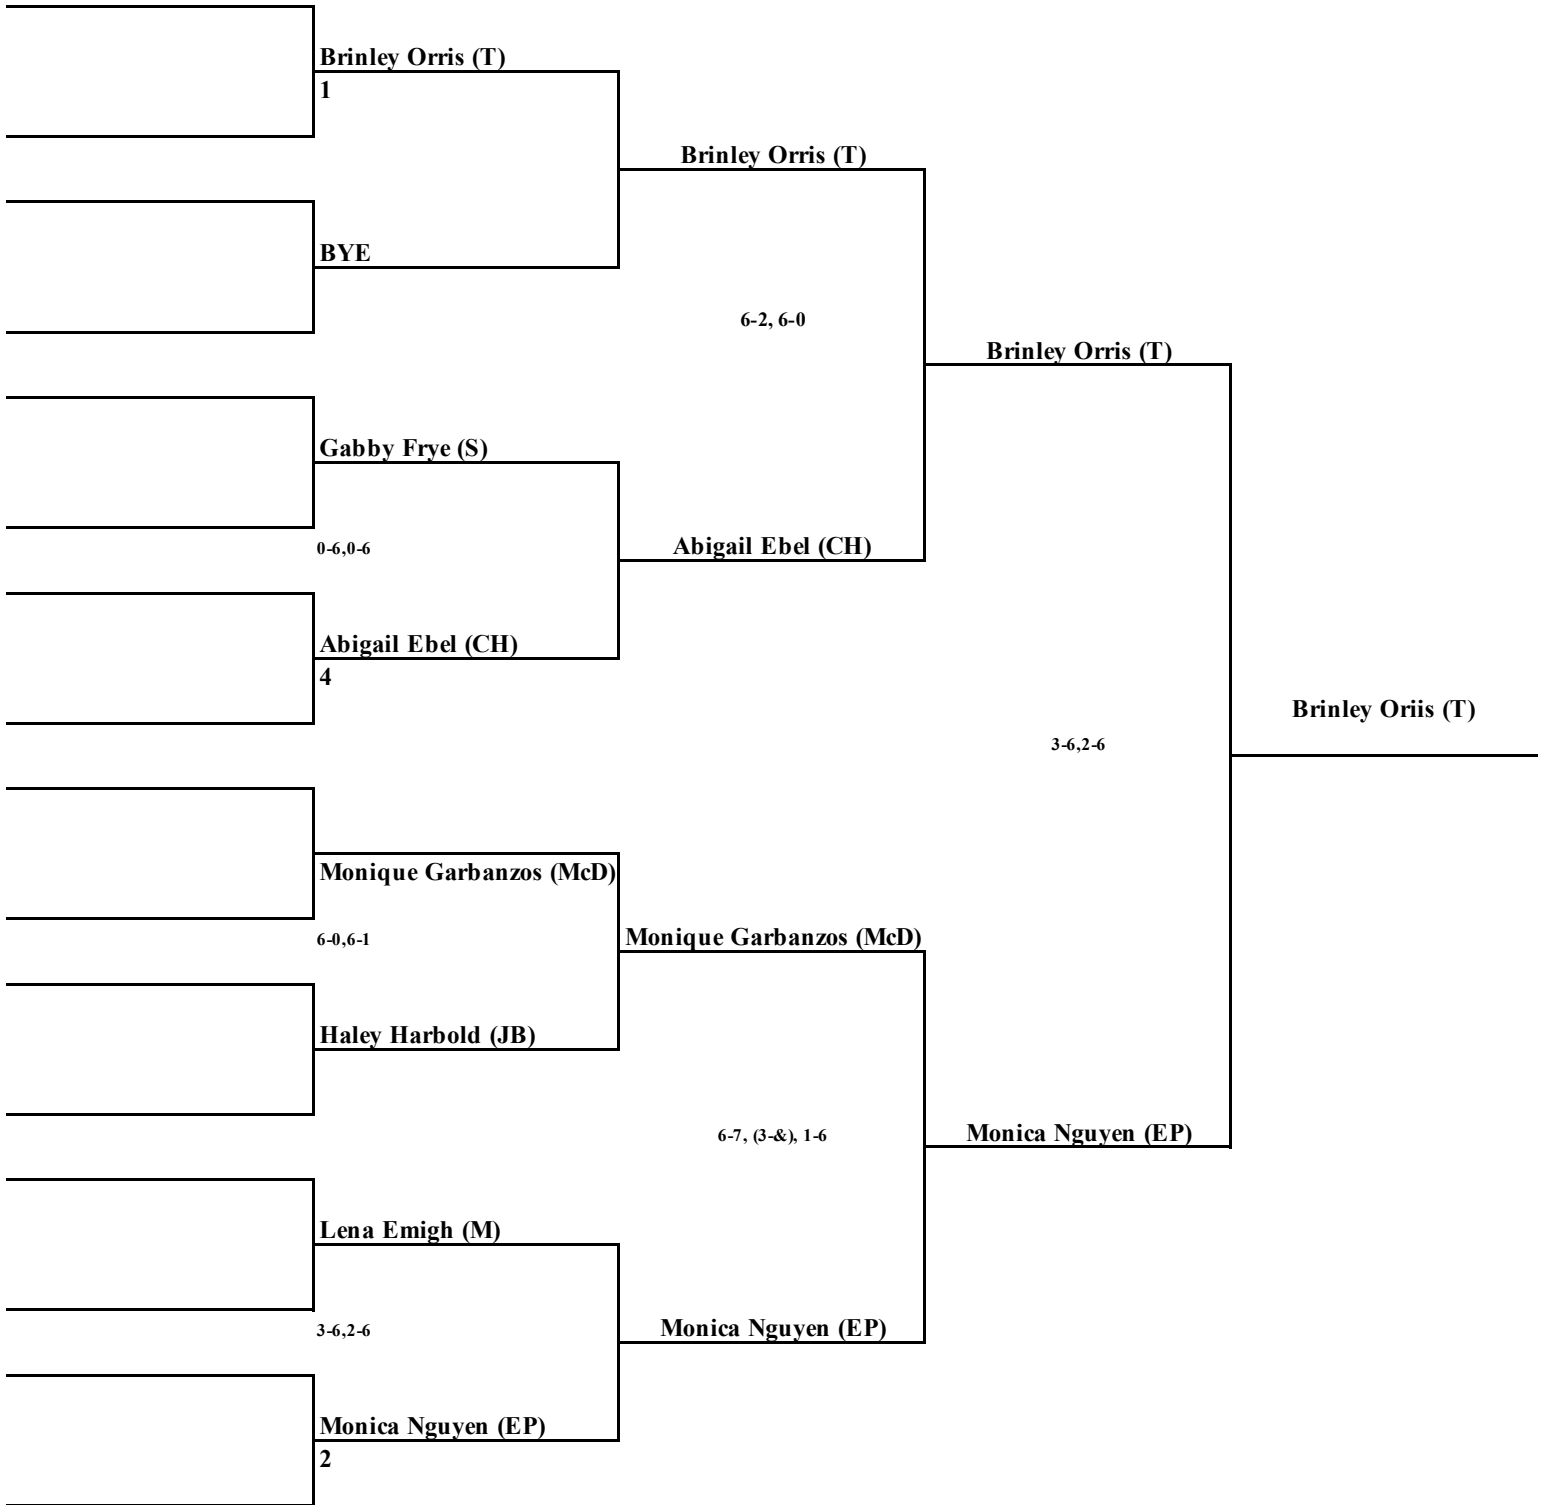 Brinley Orris (T)
1
Brinley Orris (T)
BYE
6-2, 6-0
Brinley Orris (T)
Gabby Frye (S)
0-6,0-6
Abigail Ebel (CH)
Abigail Ebel (CH)
4
Brinley Oriis (T)
3-6,2-6
Monique Garbanzos (McD)
6-0,6-1
Monique Garbanzos (McD)
Haley Harbold (JB)
6-7, (3-&), 1-6
Monica Nguyen (EP)
Lena Emigh (M)
3-6,2-6
Monica Nguyen (EP)
Monica Nguyen (EP)
2